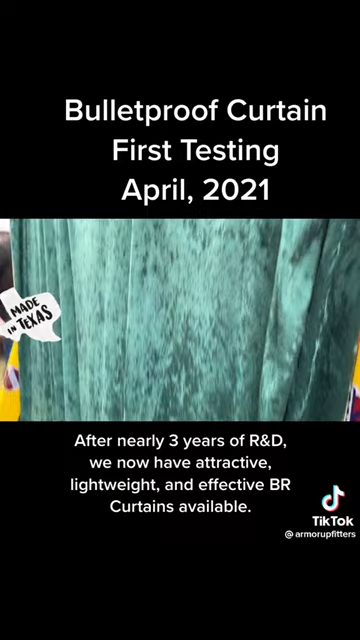 Bulletproof Curtain
First Testing
April, 2021
MADE
IN TEXAS
After nearly 3 years of R&D,
we now have attractive,
lightweight, and effective BR
Curtains available.
TikTok
@ armorupfitters